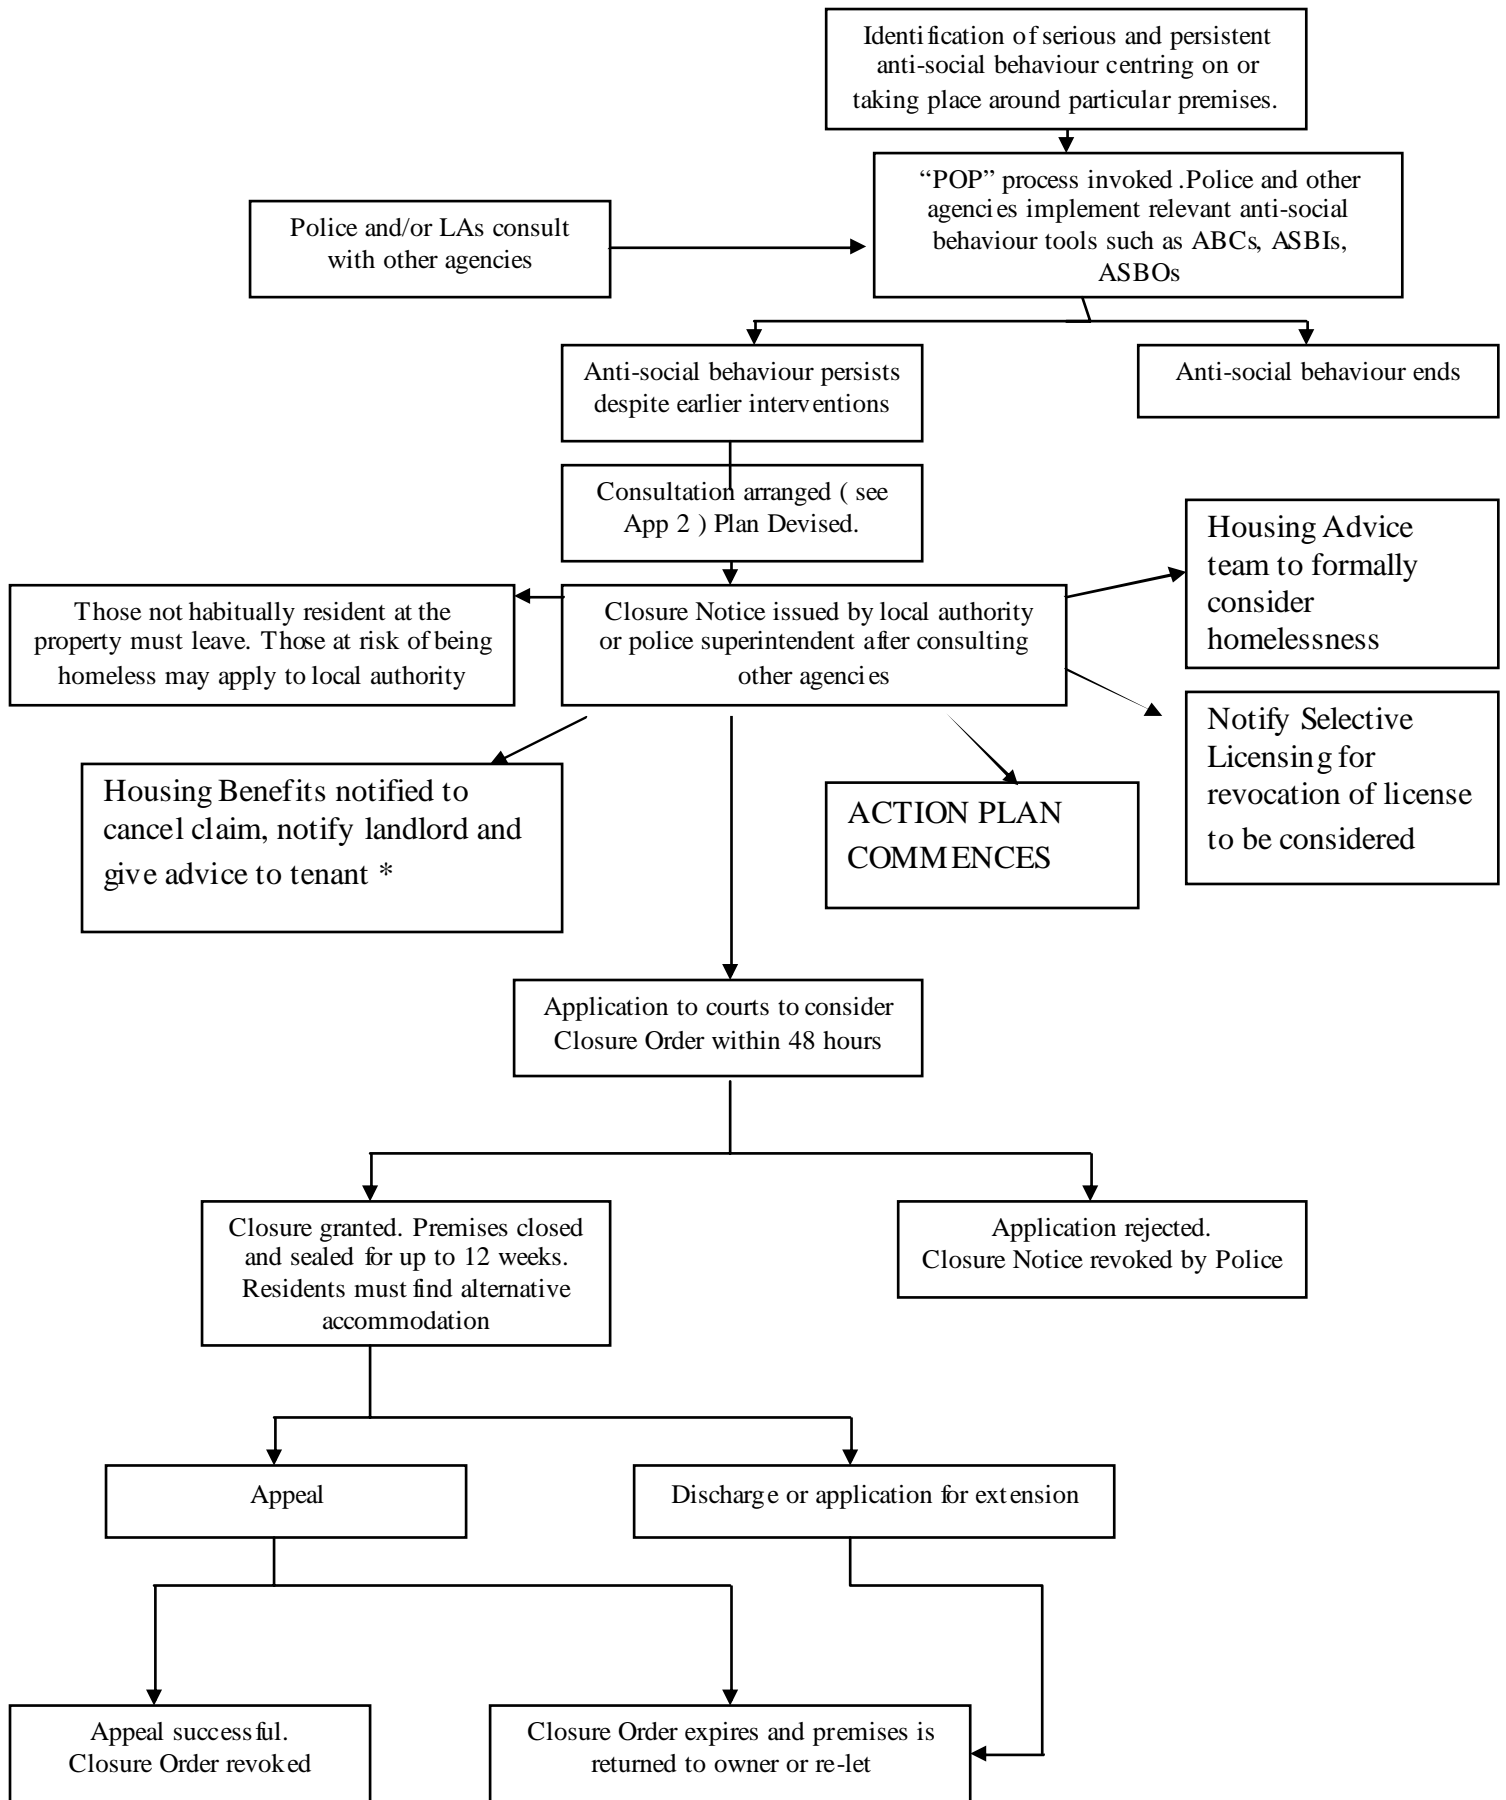 Identification of serious and persistent
anti-social behaviour centring on or
taking place around particular premises.
“POP” process invoked .Police and other
agencies implement relevant anti-social
behaviour tools such as ABCs, ASBIs,
ASBOs
Police and/or LAs consult
with other agencies
Anti-social behaviour persists
despite earlier interventions
Anti-social behaviour ends
Consultation arranged ( see
App 2 ) Plan Devised.
Housing Advice
team to formally
consider
homelessness
Those not habitually resident at the
property must leave. Those at risk of being
homeless may apply to local authority
Closure Notice issued by local authority
or police superintendent after consulting
other agencies
Notify Selective
Licensing for
revocation of license
to be considered
Housing Benefits notified to
cancel claim, notify landlord and
give advice to tenant *
ACTION PLAN
COMMENCES
Application to courts to consider
Closure Order within 48 hours
Closure granted. Premises closed
and sealed for up to 12 weeks.
Residents must find alternative
accommodation
Application rejected.
Closure Notice revoked by Police
Appeal
Discharge or application for extension
Appeal successful.
Closure Order revoked
Closure Order expires and premises is
returned to owner or re-let